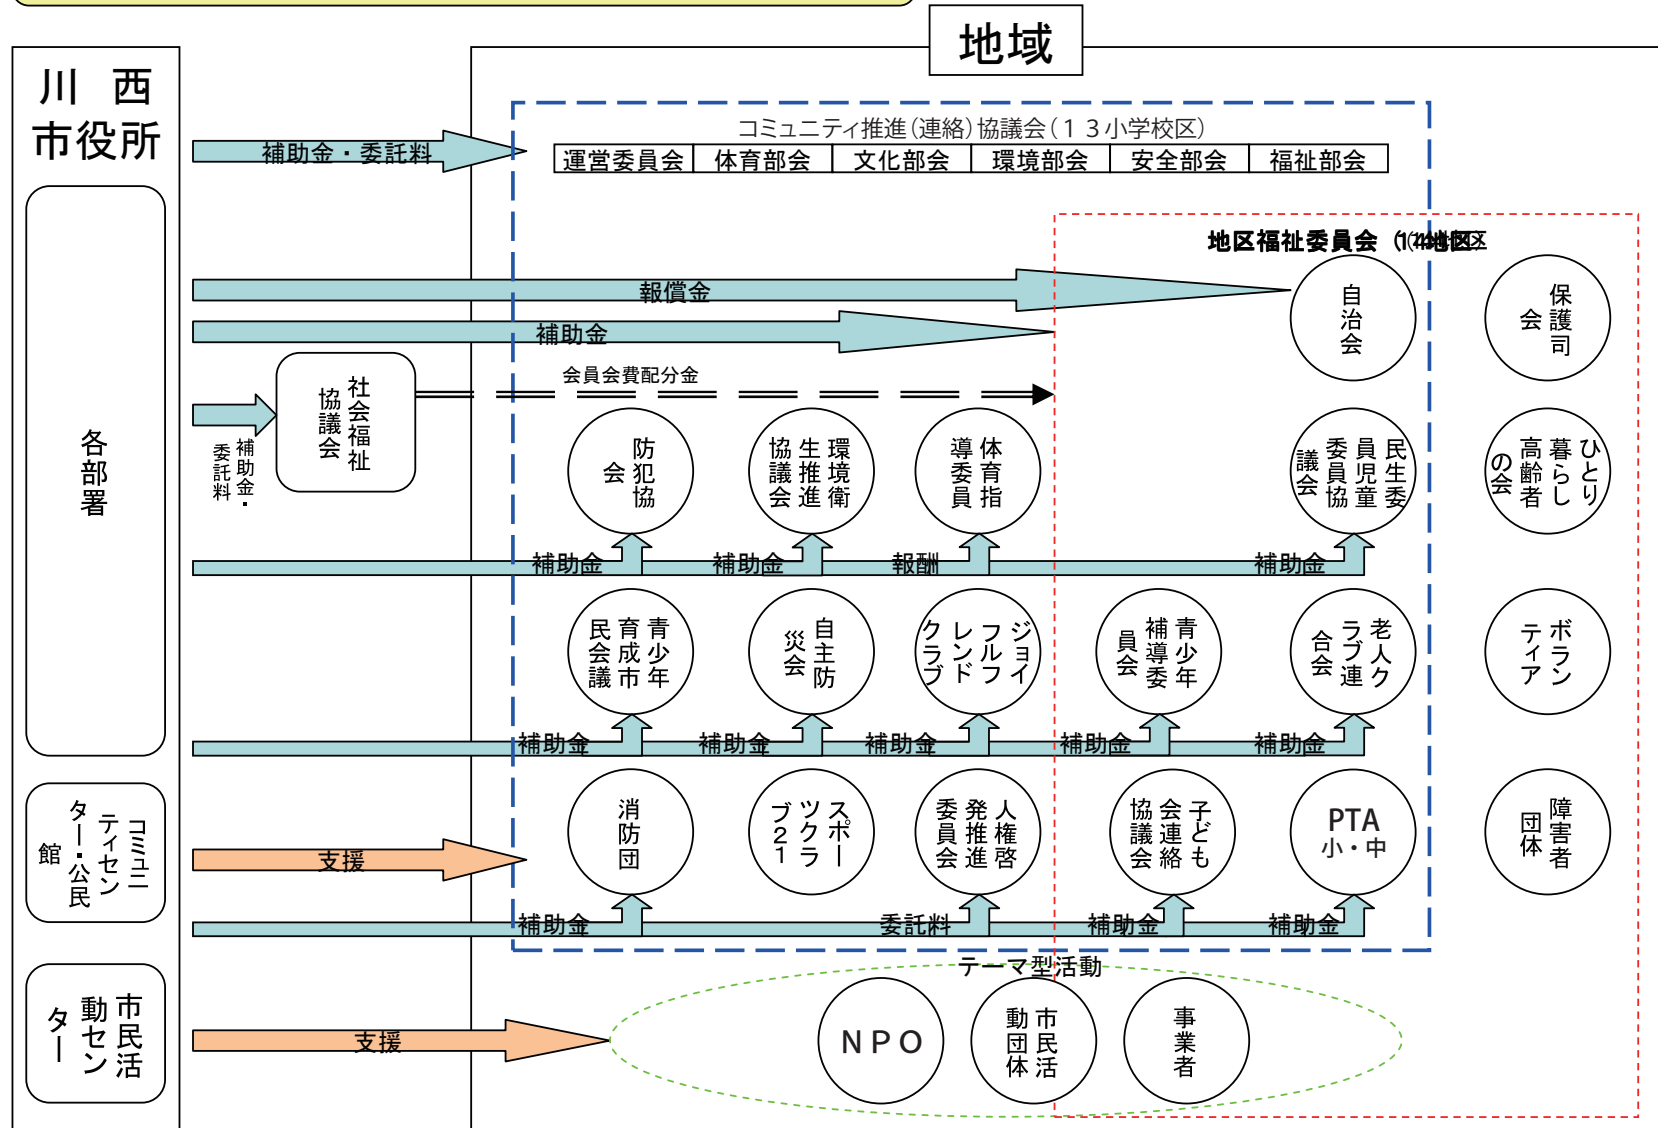 地域
川 西
市役所
各部署
コミュニ
ティセン
ター・公民
館
市民活
動セン
ター
補助金・委託料
コミュニティ推進(連絡)協議会(13小学校区)
運営委員会 体育部会 文化部会 環境部会 安全部会 福祉部会
地区福祉委員会(14地区)
報償金
補助金
自治会
保護司
会
補助金・
委託料
社会福祉
協議会
会員会費配分金
防犯協
会
環境衛
生推進
協議会
体育指
導委員
民生委
員児童
委員協
議会
ひとり
暮らし
高齢者
の会
補助金
補助金
報酬
補助金
青少年
育成市
民会議
自主防
災会
ジョイ
フルフ
レンド
クラブ
青少年
補導委
員会
老人ク
ラブ連
合会
ボラン
ティア
補助金
補助金
補助金
補助金
補助金
支援
消防団
スポー
ツクラ
ブ21
人権啓
発推進
委員会
子ども
会連絡
協議会
PTA
小・中
障害者
団体
補助金
委託料
補助金
補助金
テーマ型活動
支援
NPO
市民活
動団体
事業者